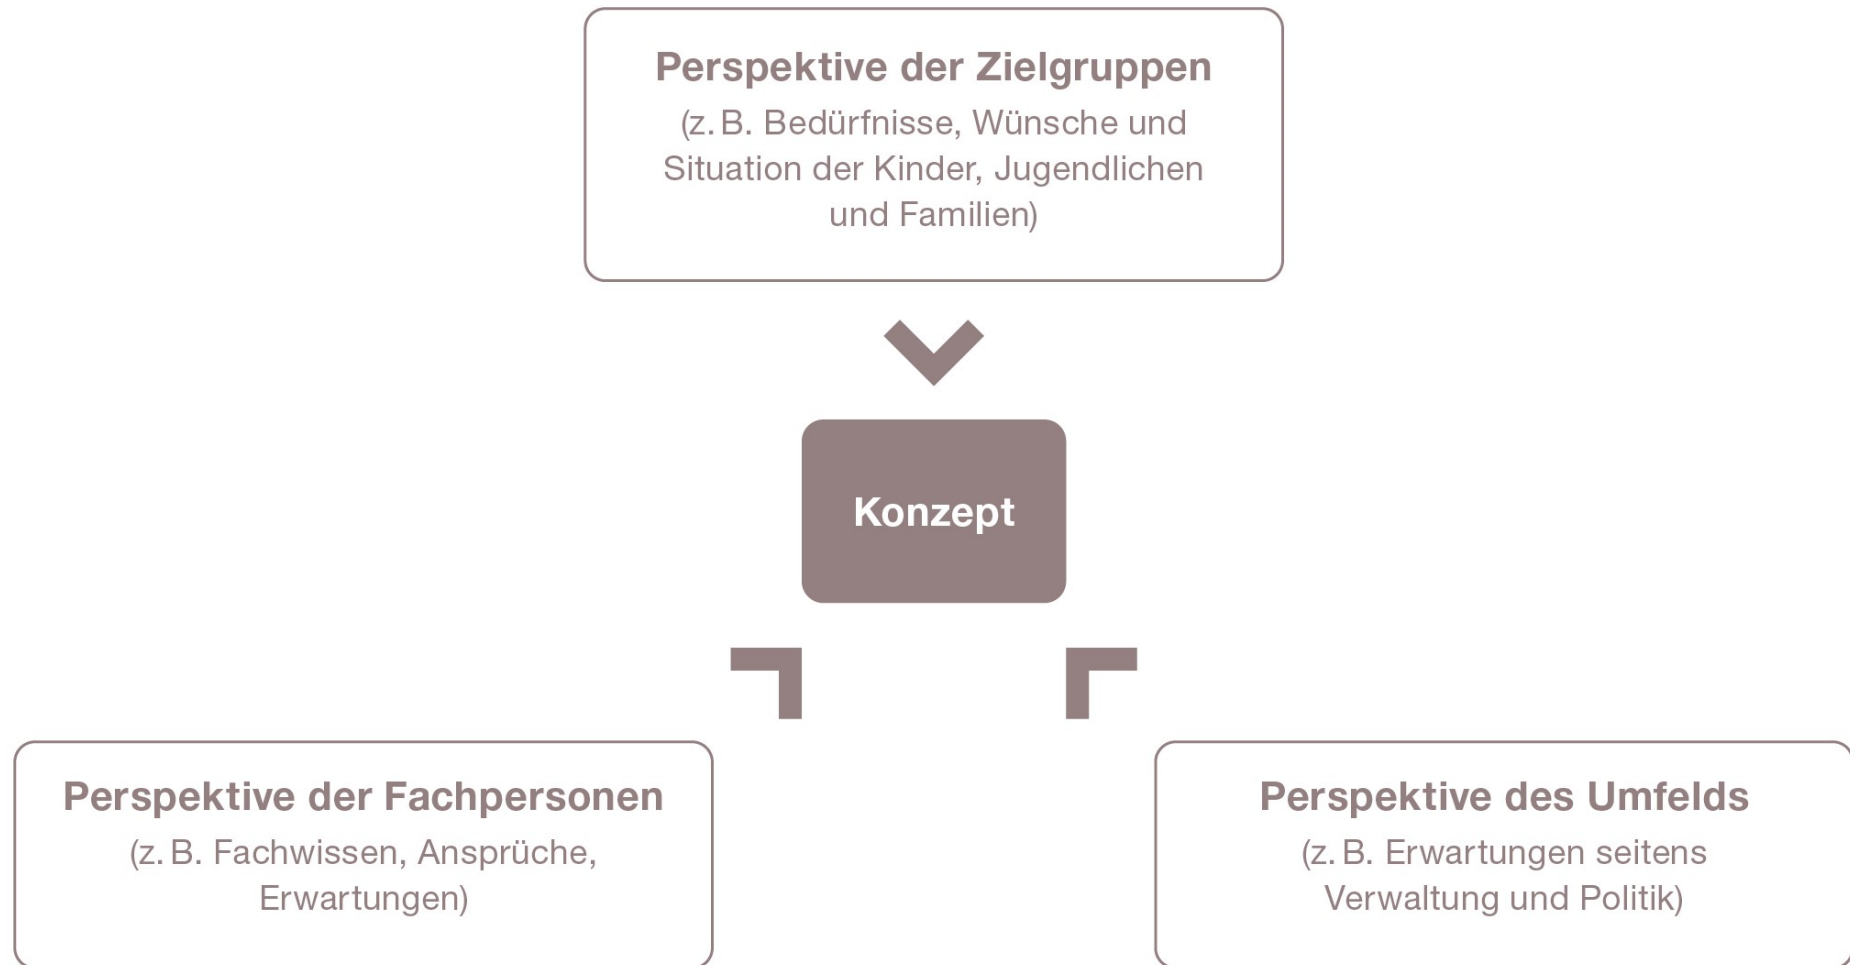 Perspektive der Zielgruppen
(z. B. Bedürfnisse, Wünsche und
Situation der Kinder, Jugendlichen
und Familien)
Konzept
Perspektive der Fachpersonen
(z. B. Fachwissen, Ansprüche,
Erwartungen)
Perspektive des Umfelds
(z. B. Erwartungen seitens
Verwaltung und Politik)